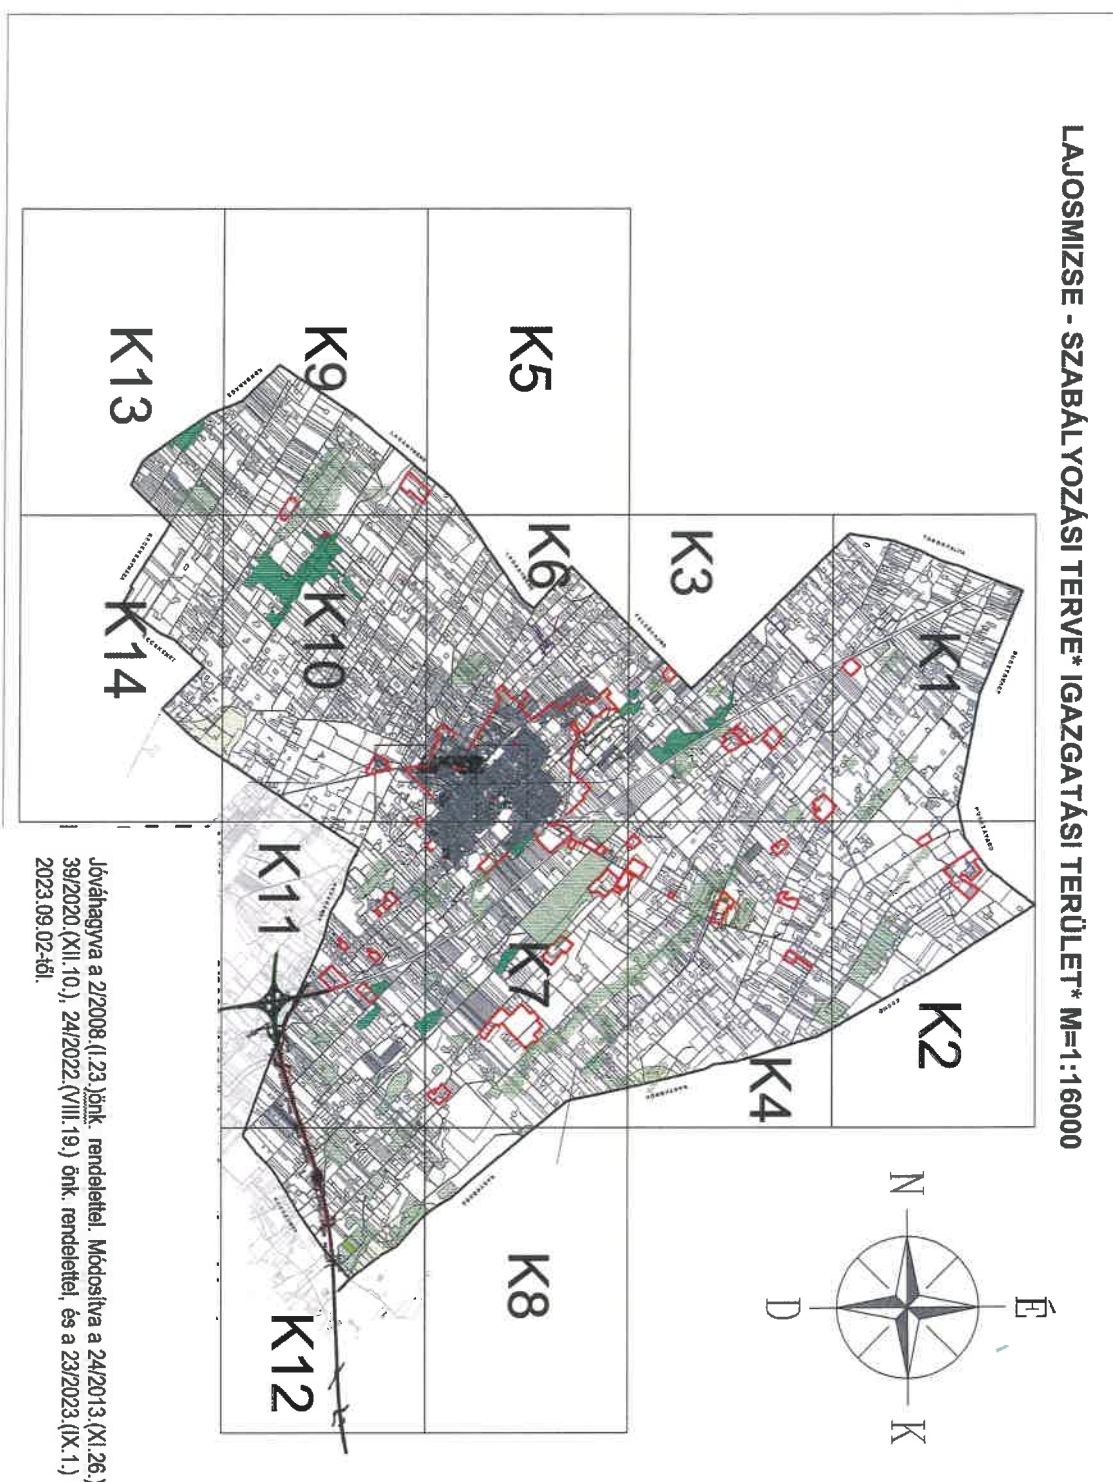 LAJOSMIZSE - SZABÁLYOZÁSI TERVE* IGAZGATÁSI TERÜLET* M=1:16000
K1
K2
K3
K4
K5
K6
K7
K8
K9
K10
K11
K12
K13
K14
É
N
K
D
Jóváhagyva a 2/2008.(I.23.)önk. rendelettel. Módosítva a 24/2013.(XI.26.)
39/2020.(XII.10.), 24/2022.(VIII.19.) önk. rendelettel, és a 23/2023.(IX.1.)
2023.09.02-től.